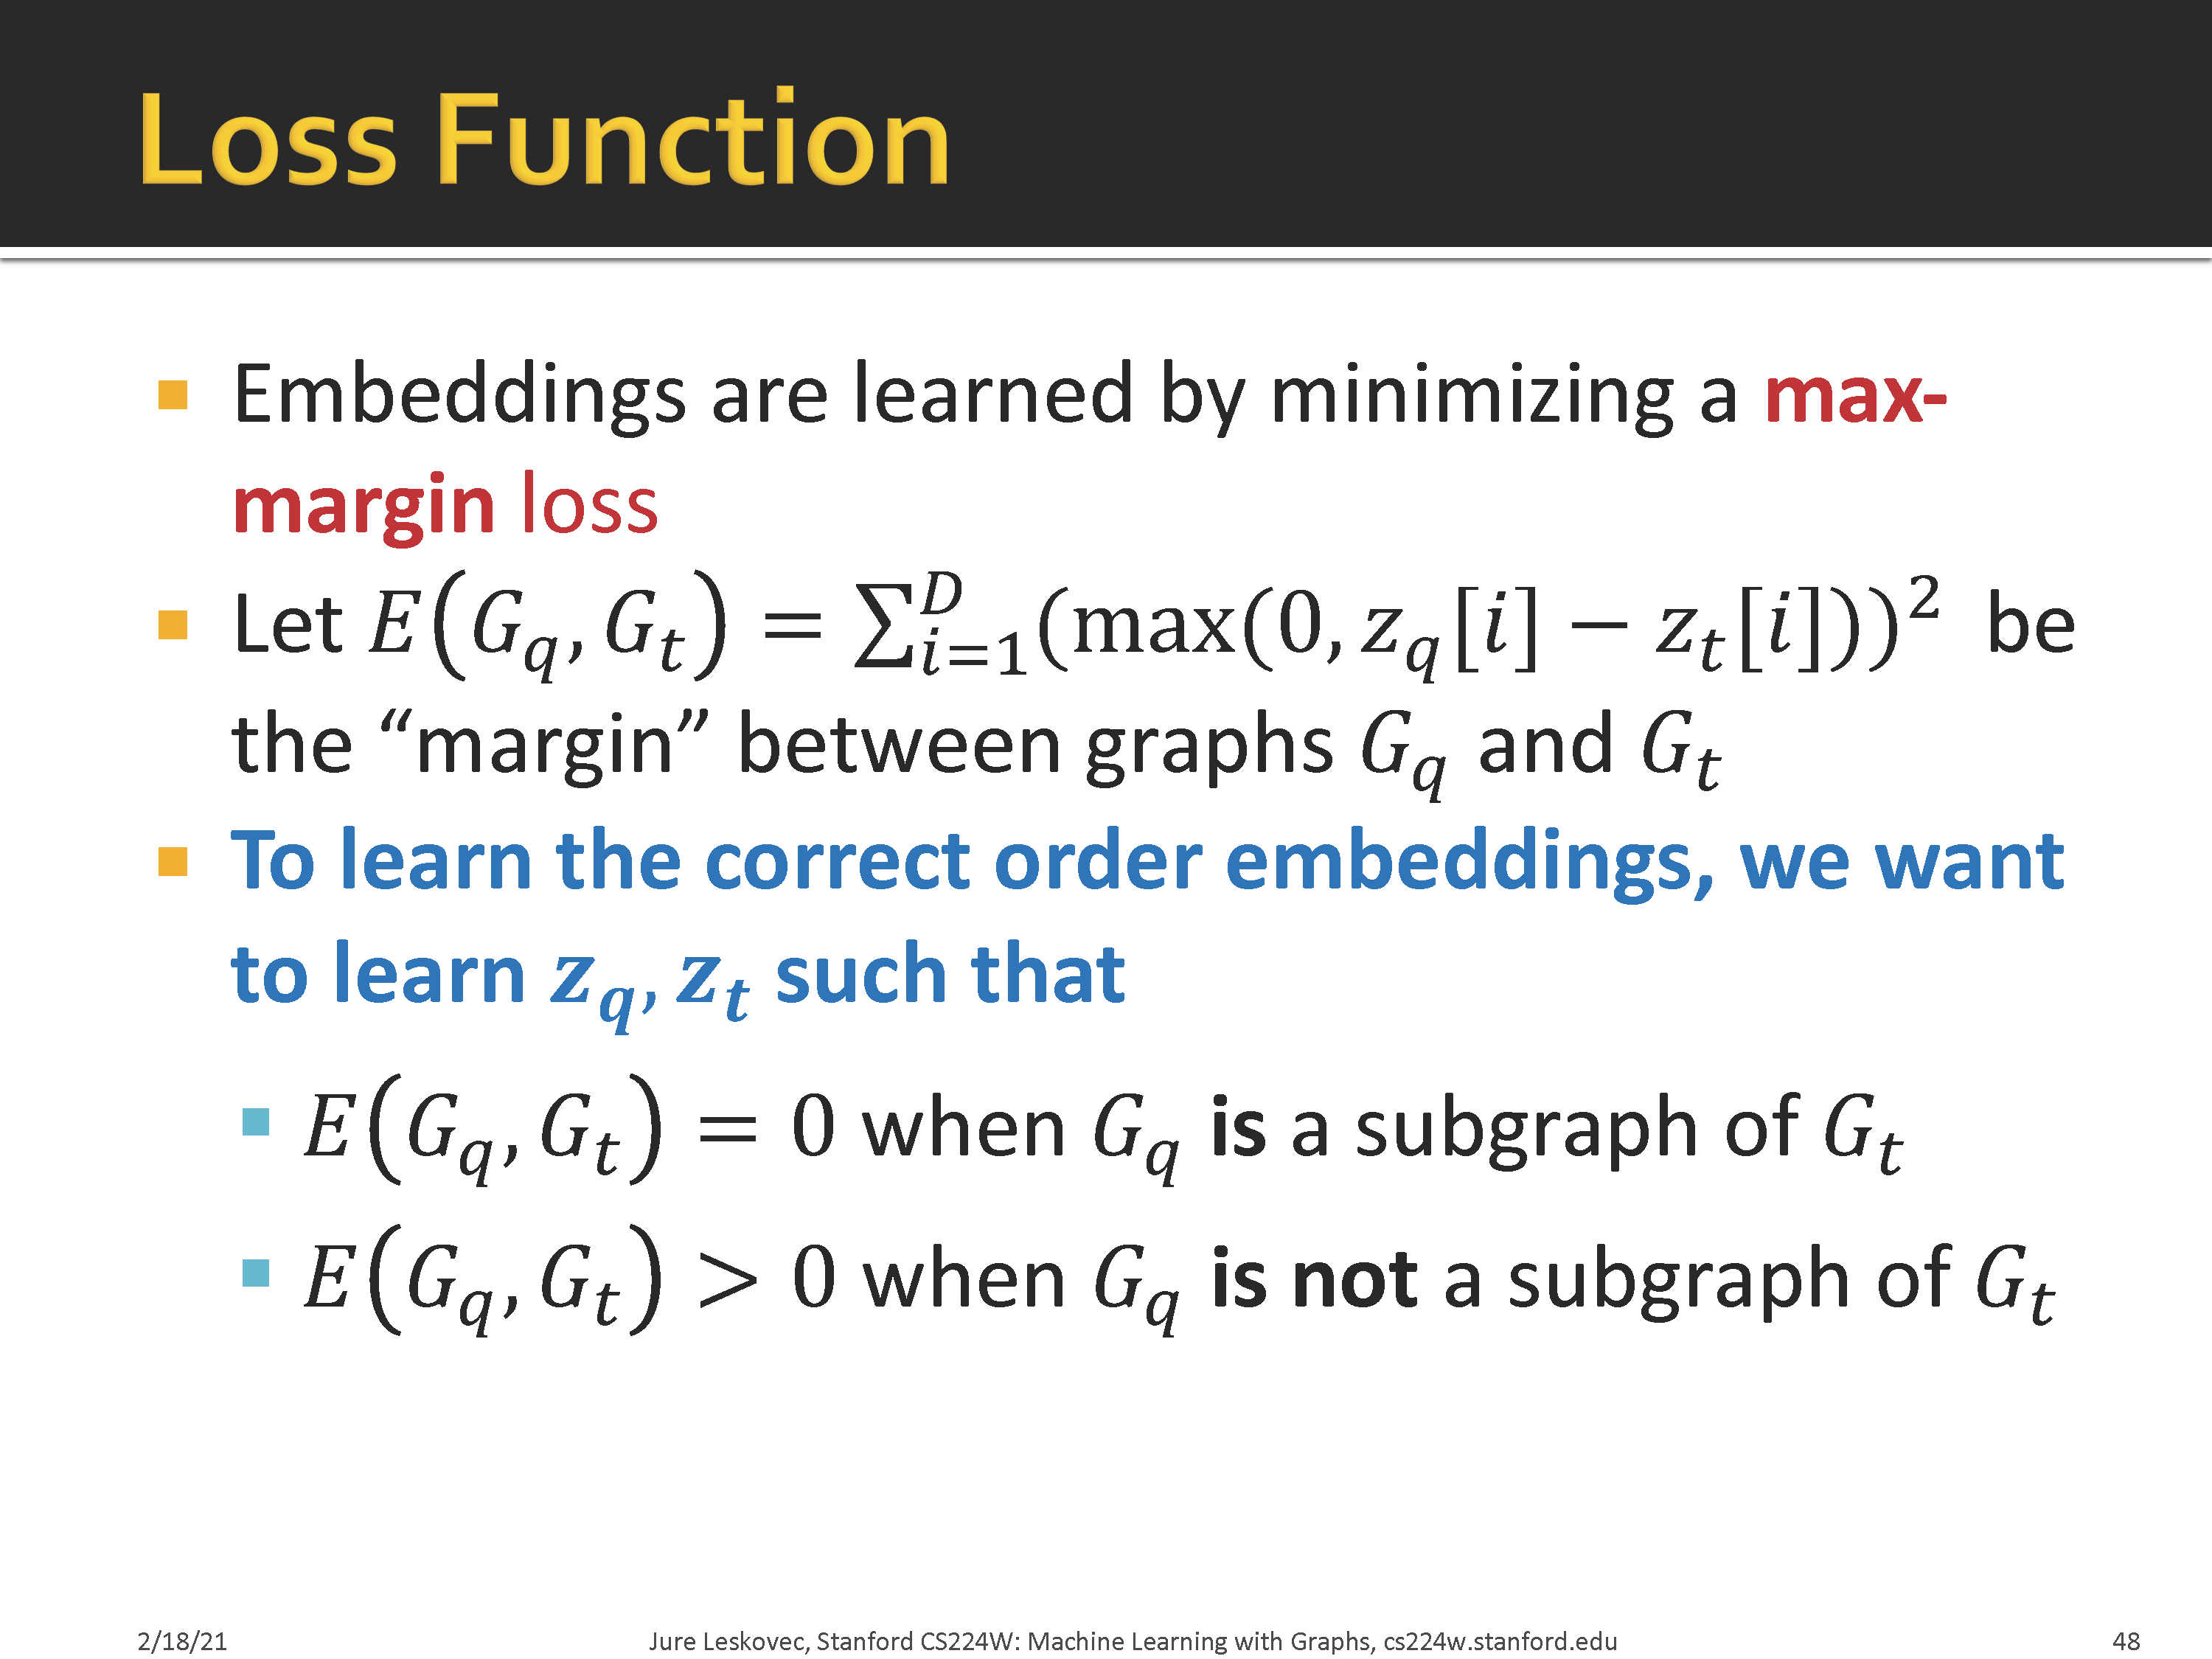 Loss Function
Embeddings are learned by minimizing a max-
margin loss
Let E(G_q, G_t) = ∑_{i=1}^{D}(max(0, z_q[i] − z_t[i]))² be
the “margin” between graphs G_q and G_t
To learn the correct order embeddings, we want
to learn z_q, z_t such that
E(G_q, G_t) = 0 when G_q is a subgraph of G_t
E(G_q, G_t) > 0 when G_q is not a subgraph of G_t
2/18/21
Jure Leskovec, Stanford CS224W: Machine Learning with Graphs, cs224w.stanford.edu
48